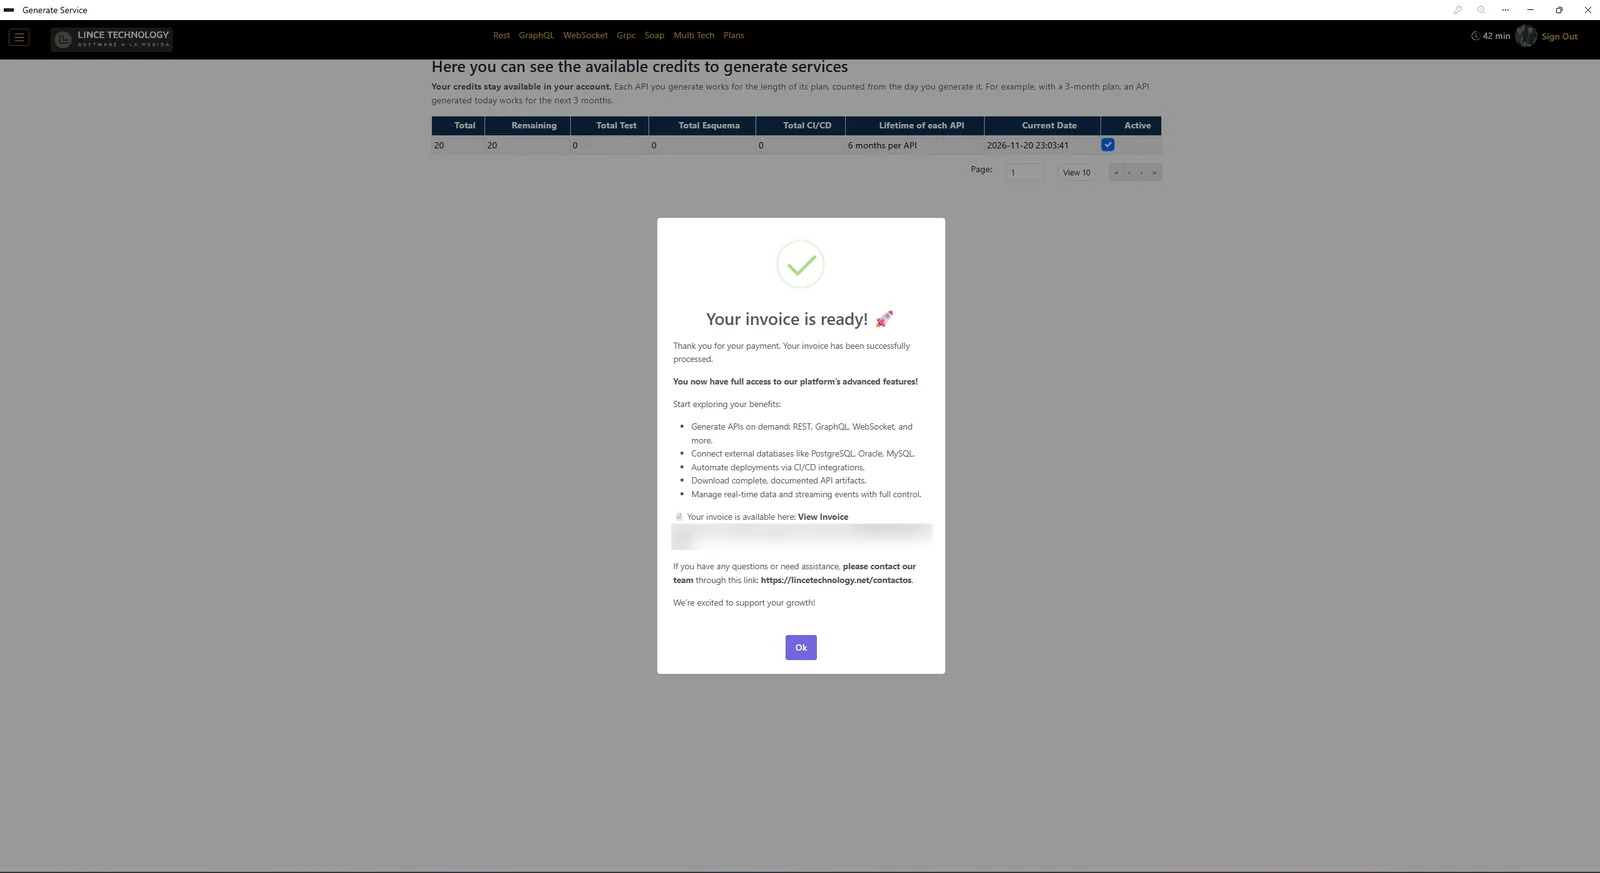 Generate Service
LINCE TECHNOLOGY
SOFTWARE A LA MEDIDA
Rest GraphQL WebSocket Grpc Soap Multi Tech Plans
42 min
Sign Out
Here you can see the available credits to generate services
Your credits stay available in your account. Each API you generate works for the length of its plan, counted from the day you generate it. For example, with a 3-month plan, an API
generated today works for the next 3 months.
Total Remaining Total Test Total Esquema Total CI/CD Lifetime of each API Current Date Active
20 20 0 0 0 6 months per API 2026-11-20 23:03:41
Page: 1 View 10 « ‹ › »
Your invoice is ready! 🚀
Thank you for your payment. Your invoice has been successfully
processed.
You now have full access to our platform's advanced features!
Start exploring your benefits:
• Generate APIs on demand: REST, GraphQL, WebSocket, and
more.
• Connect external databases like PostgreSQL, Oracle, MySQL.
• Automate deployments via CI/CD integrations.
• Download complete, documented API artifacts.
• Manage real-time data and streaming events with full control.
Your invoice is available here: View Invoice
If you have any questions or need assistance, please contact our
team through this link: https://lincetechnology.net/contactos.
We're excited to support your growth!
Ok